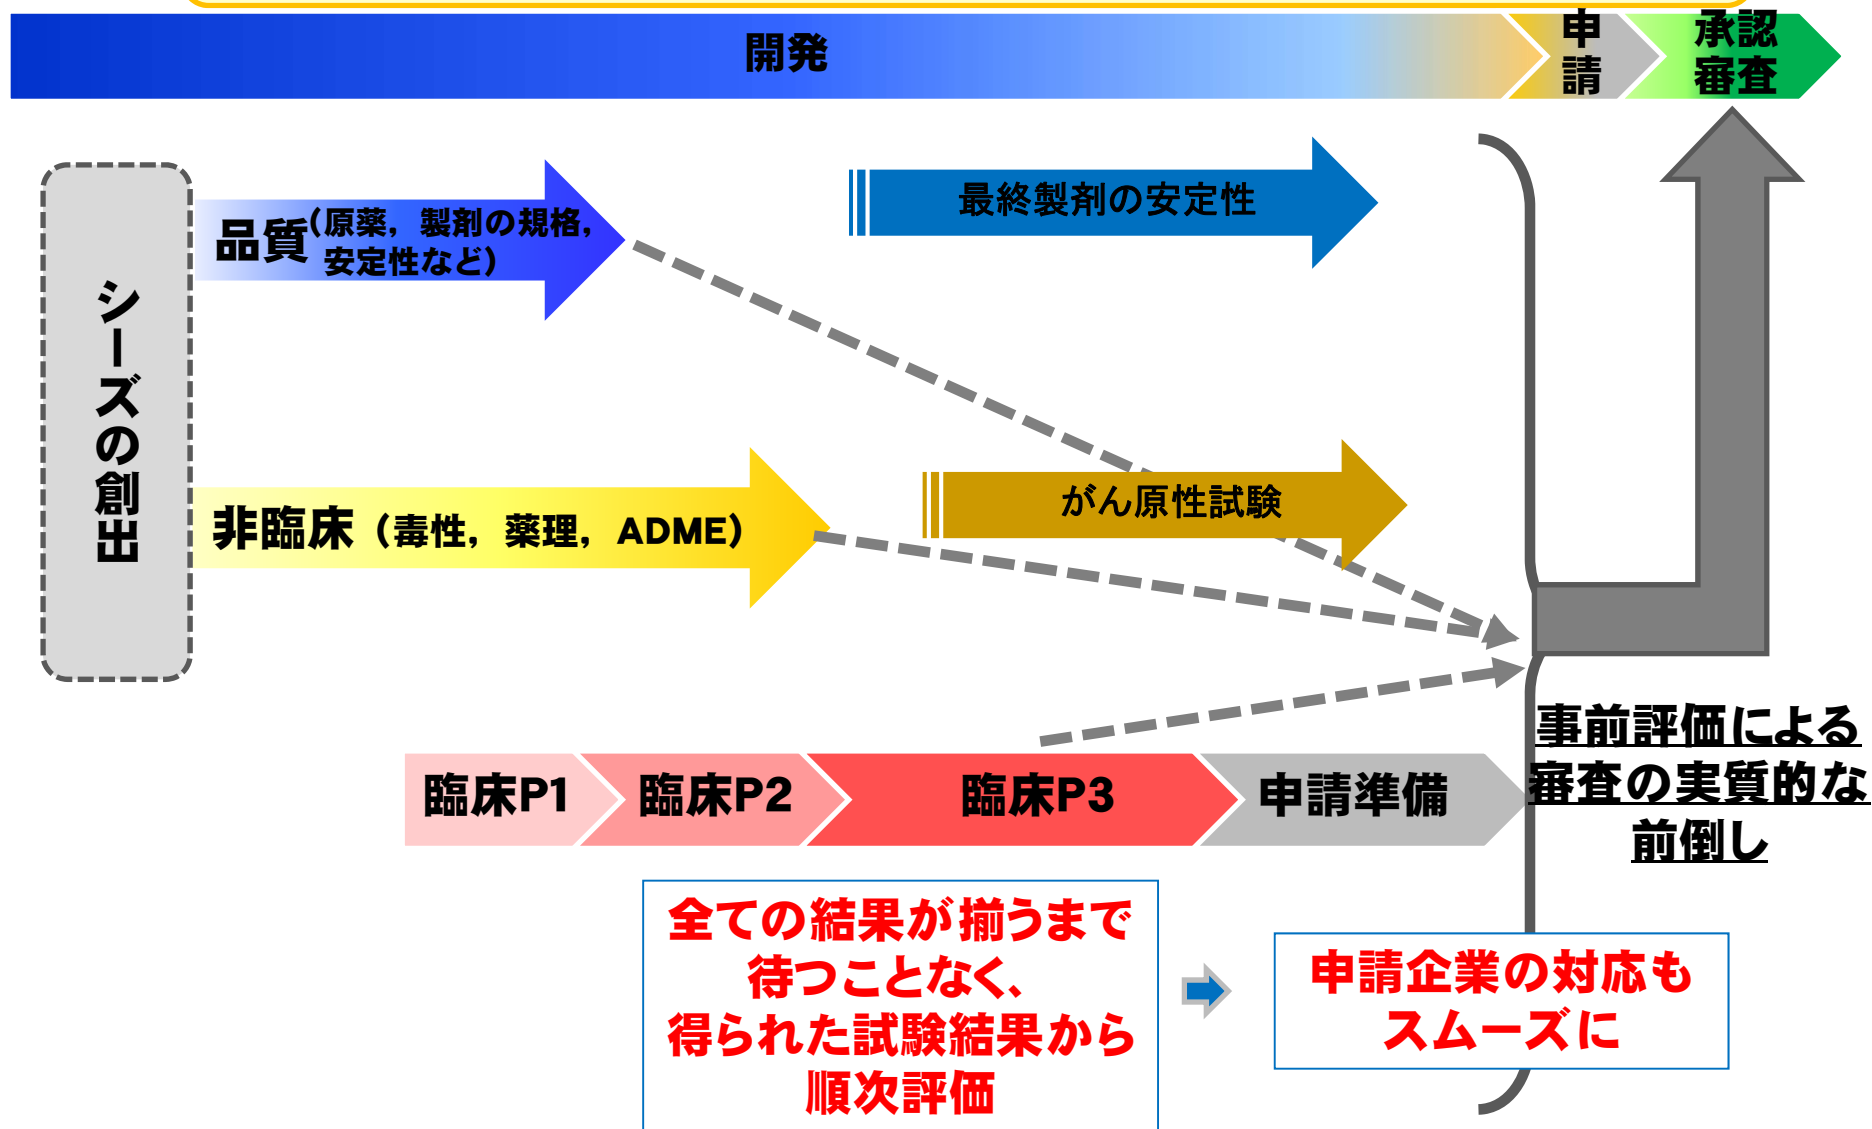 開発
申
請
承認
審査
シーズの創出
品質(原薬，製剤の規格，
安定性など)
最終製剤の安定性
非臨床（毒性，薬理，ADME）
がん原性試験
臨床P1
臨床P2
臨床P3
申請準備
事前評価による
審査の実質的な
前倒し
全ての結果が揃うまで
待つことなく、
得られた試験結果から
順次評価
申請企業の対応も
スムーズに